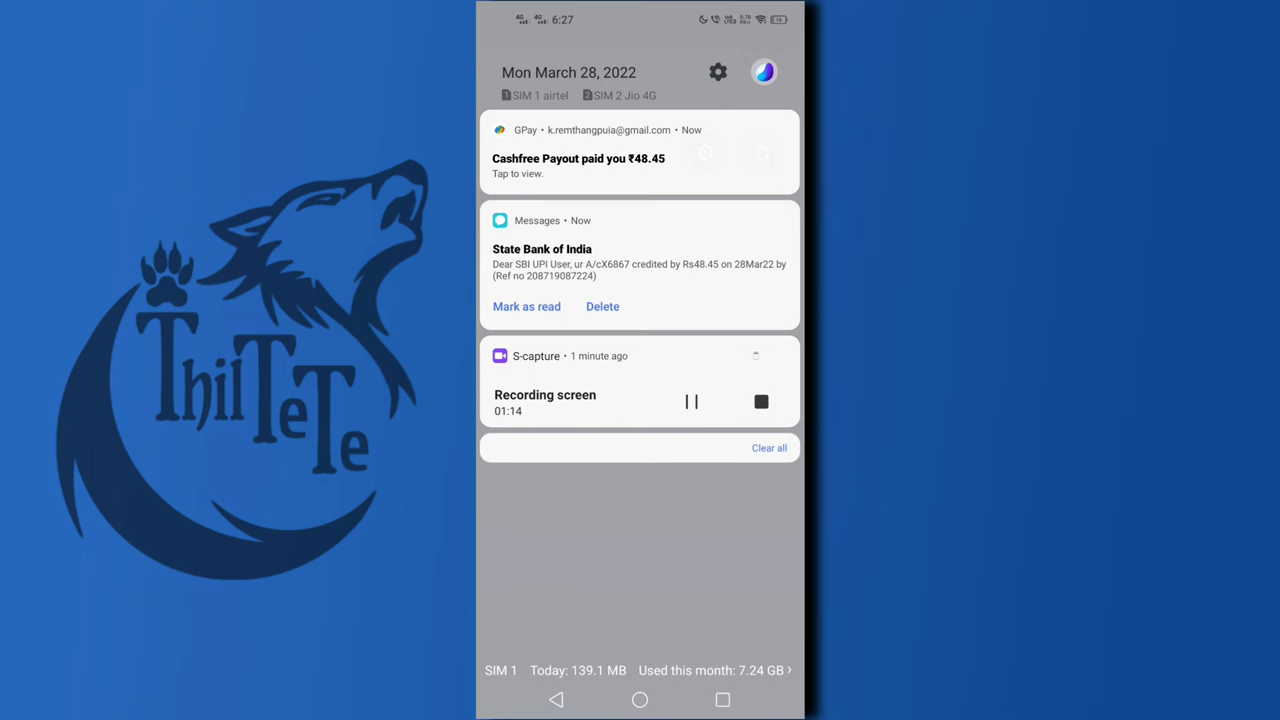 4G 4G 6:27
Mon March 28, 2022
1 SIM 1 airtel 2 SIM 2 Jio 4G
GPay • k.remthangpuia@gmail.com • Now
Cashfree Payout paid you ₹48.45
Tap to view.
Messages • Now
State Bank of India
Dear SBI UPI User, ur A/cX6867 credited by Rs48.45 on 28Mar22 by
(Ref no 208719087224)
Mark as read Delete
S-capture • 1 minute ago
Recording screen
01:14
Clear all
ThilTeTe
SIM 1 Today: 139.1 MB Used this month: 7.24 GB